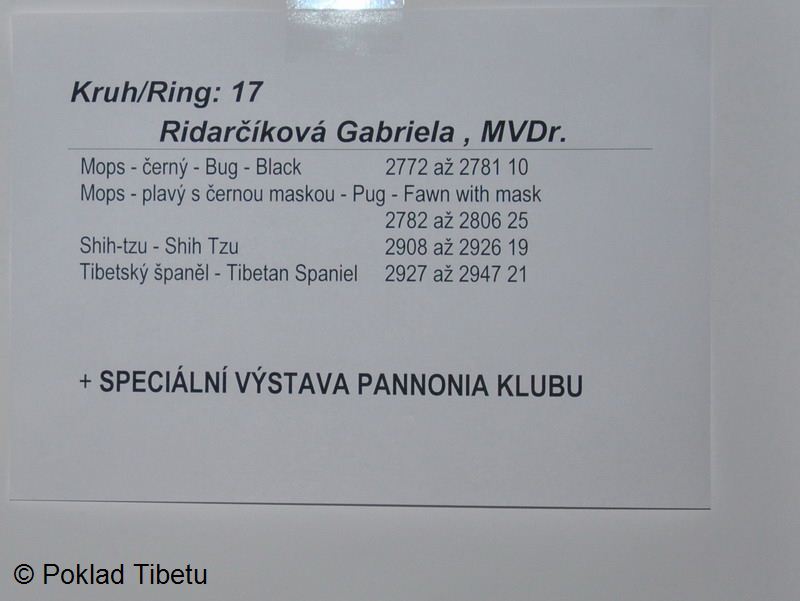 Kruh/Ring: 17
Ridarčíková Gabriela , MVDr.
Mops - černý - Bug - Black 2772 až 2781 10
Mops - plavý s černou maskou - Pug - Fawn with mask
2782 až 2806 25
Shih-tzu - Shih Tzu 2908 až 2926 19
Tibetský španěl - Tibetan Spaniel 2927 až 2947 21
+ SPECIÁLNÍ VÝSTAVA PANNONIA KLUBU
© Poklad Tibetu